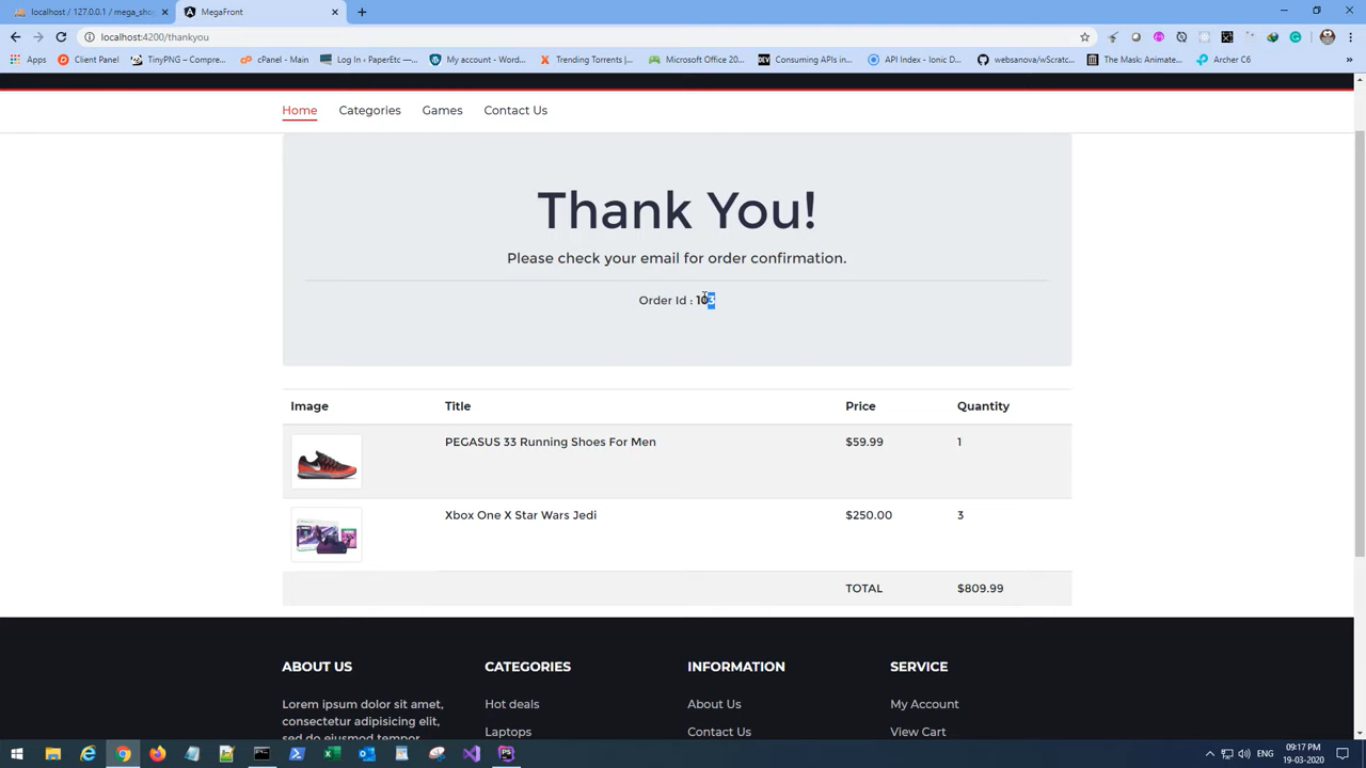 localhost / 127.0.0.1 / mega_sho
MegaFront
localhost:4200/thankyou
Apps
Client Panel
TinyPNG – Compre...
cPanel - Main
Log In ‹ PaperEtc —...
My account - Word...
Trending Torrents |...
Microsoft Office 20...
DEV
Consuming APIs in...
API Index - Ionic D...
websanova/wScratc...
The Mask: Animate...
Archer C6
»
Home
Categories
Games
Contact Us
Thank You!
Please check your email for order confirmation.
Order Id : 103
Image Title Price Quantity
PEGASUS 33 Running Shoes For Men $59.99 1
Xbox One X Star Wars Jedi $250.00 3
TOTAL $809.99
ABOUT US
CATEGORIES
INFORMATION
SERVICE
Lorem ipsum dolor sit amet,
consectetur adipisicing elit,
sed do eiusmod tempor
Hot deals
Laptops
About Us
Contact Us
My Account
View Cart
PS
ENG
09:17 PM
19-03-2020